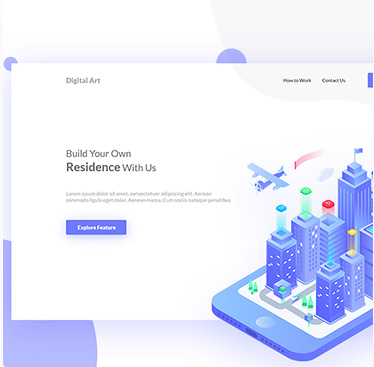 Digital Art
How to Work
Contact Us
Build Your Own
Residence With Us
Lorem ipsum dolor sit amet, consectetuer adipiscing elit. Aenean
commodo ligula eget dolor. Aenean massa. Cum sociis natoque penatibus
Explore Feature